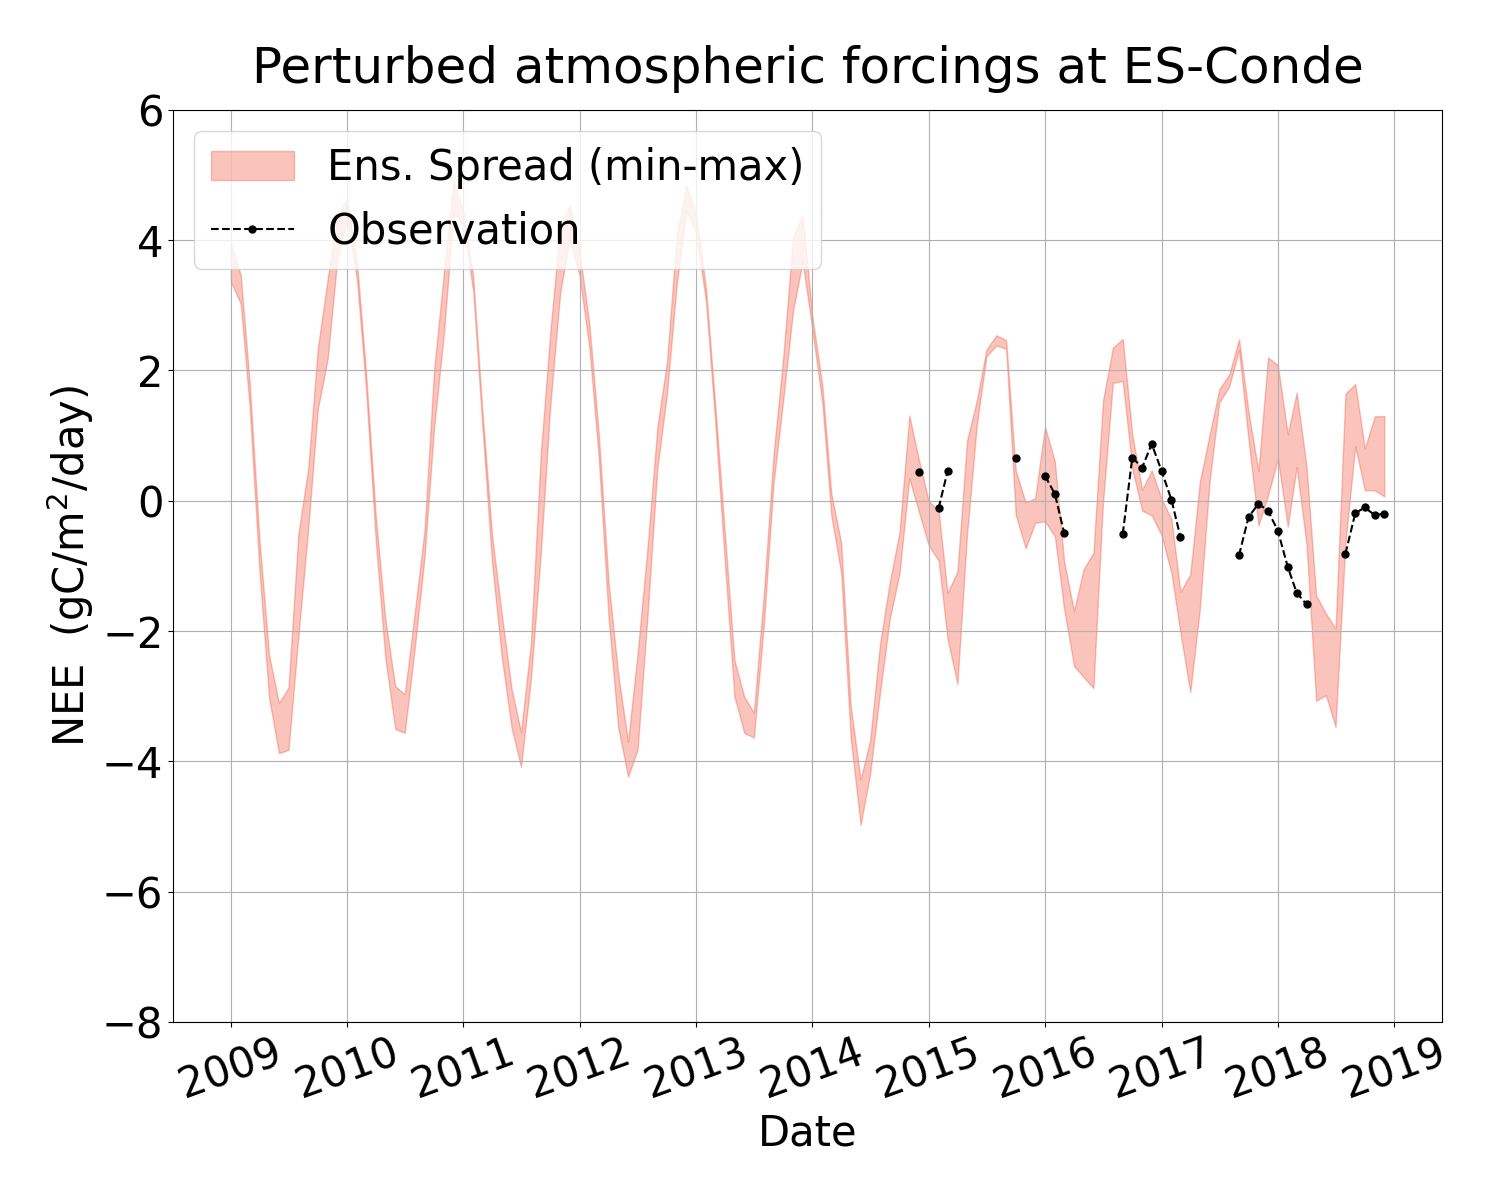 Perturbed atmospheric forcings at ES-Conde
Ens. Spread (min-max)
Observation
NEE (gC/m²/day)
6
4
2
0
−2
−4
−6
−8
2009 2010 2011 2012 2013 2014 2015 2016 2017 2018 2019
Date